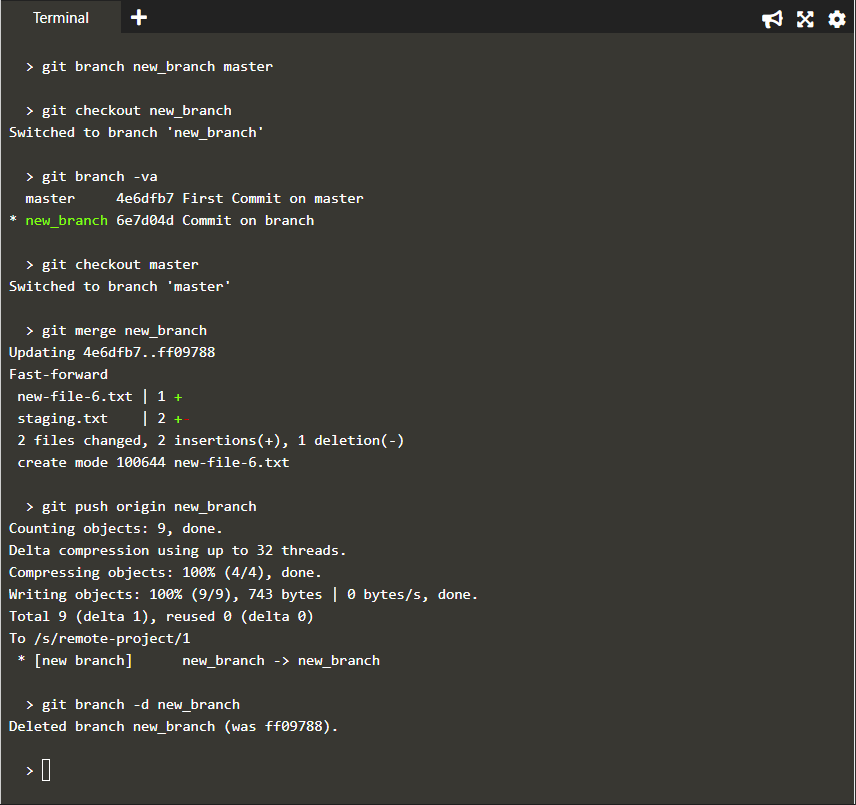 Terminal
> git branch new_branch master
> git checkout new_branch
Switched to branch 'new_branch'
> git branch -va
master     4e6dfb7 First Commit on master
* new_branch 6e7d04d Commit on branch
> git checkout master
Switched to branch 'master'
> git merge new_branch
Updating 4e6dfb7..ff09788
Fast-forward
new-file-6.txt | 1 +
staging.txt    | 2 +
2 files changed, 2 insertions(+), 1 deletion(-)
create mode 100644 new-file-6.txt
> git push origin new_branch
Counting objects: 9, done.
Delta compression using up to 32 threads.
Compressing objects: 100% (4/4), done.
Writing objects: 100% (9/9), 743 bytes | 0 bytes/s, done.
Total 9 (delta 1), reused 0 (delta 0)
To /s/remote-project/1
* [new branch]      new_branch -> new_branch
> git branch -d new_branch
Deleted branch new_branch (was ff09788).
>